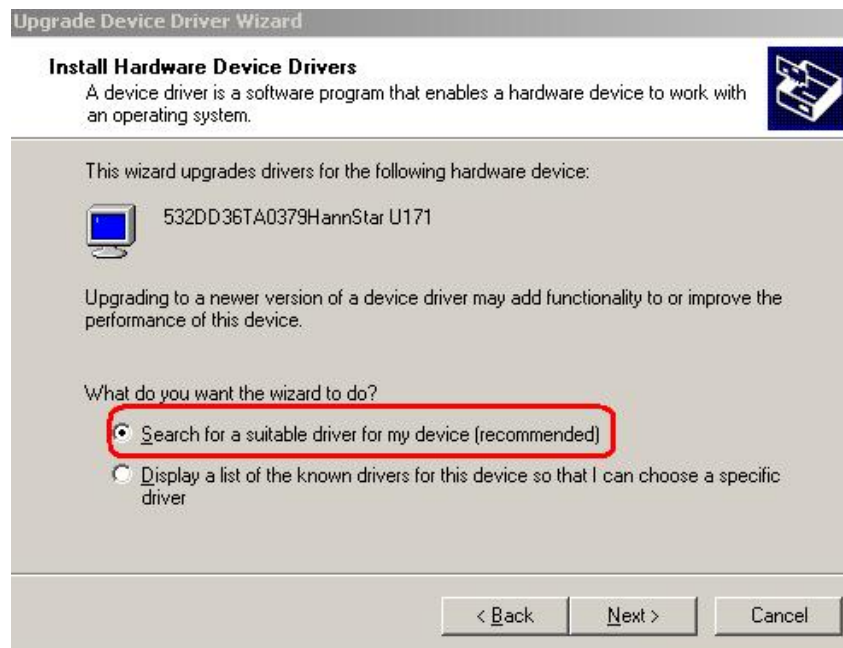 Upgrade Device Driver Wizard
Install Hardware Device Drivers
A device driver is a software program that enables a hardware device to work with
an operating system.
This wizard upgrades drivers for the following hardware device:
532DD36TA0379HannStar U171
Upgrading to a newer version of a device driver may add functionality to or improve the
performance of this device.
What do you want the wizard to do?
Search for a suitable driver for my device (recommended)
Display a list of the known drivers for this device so that I can choose a specific
driver
< Back Next > Cancel